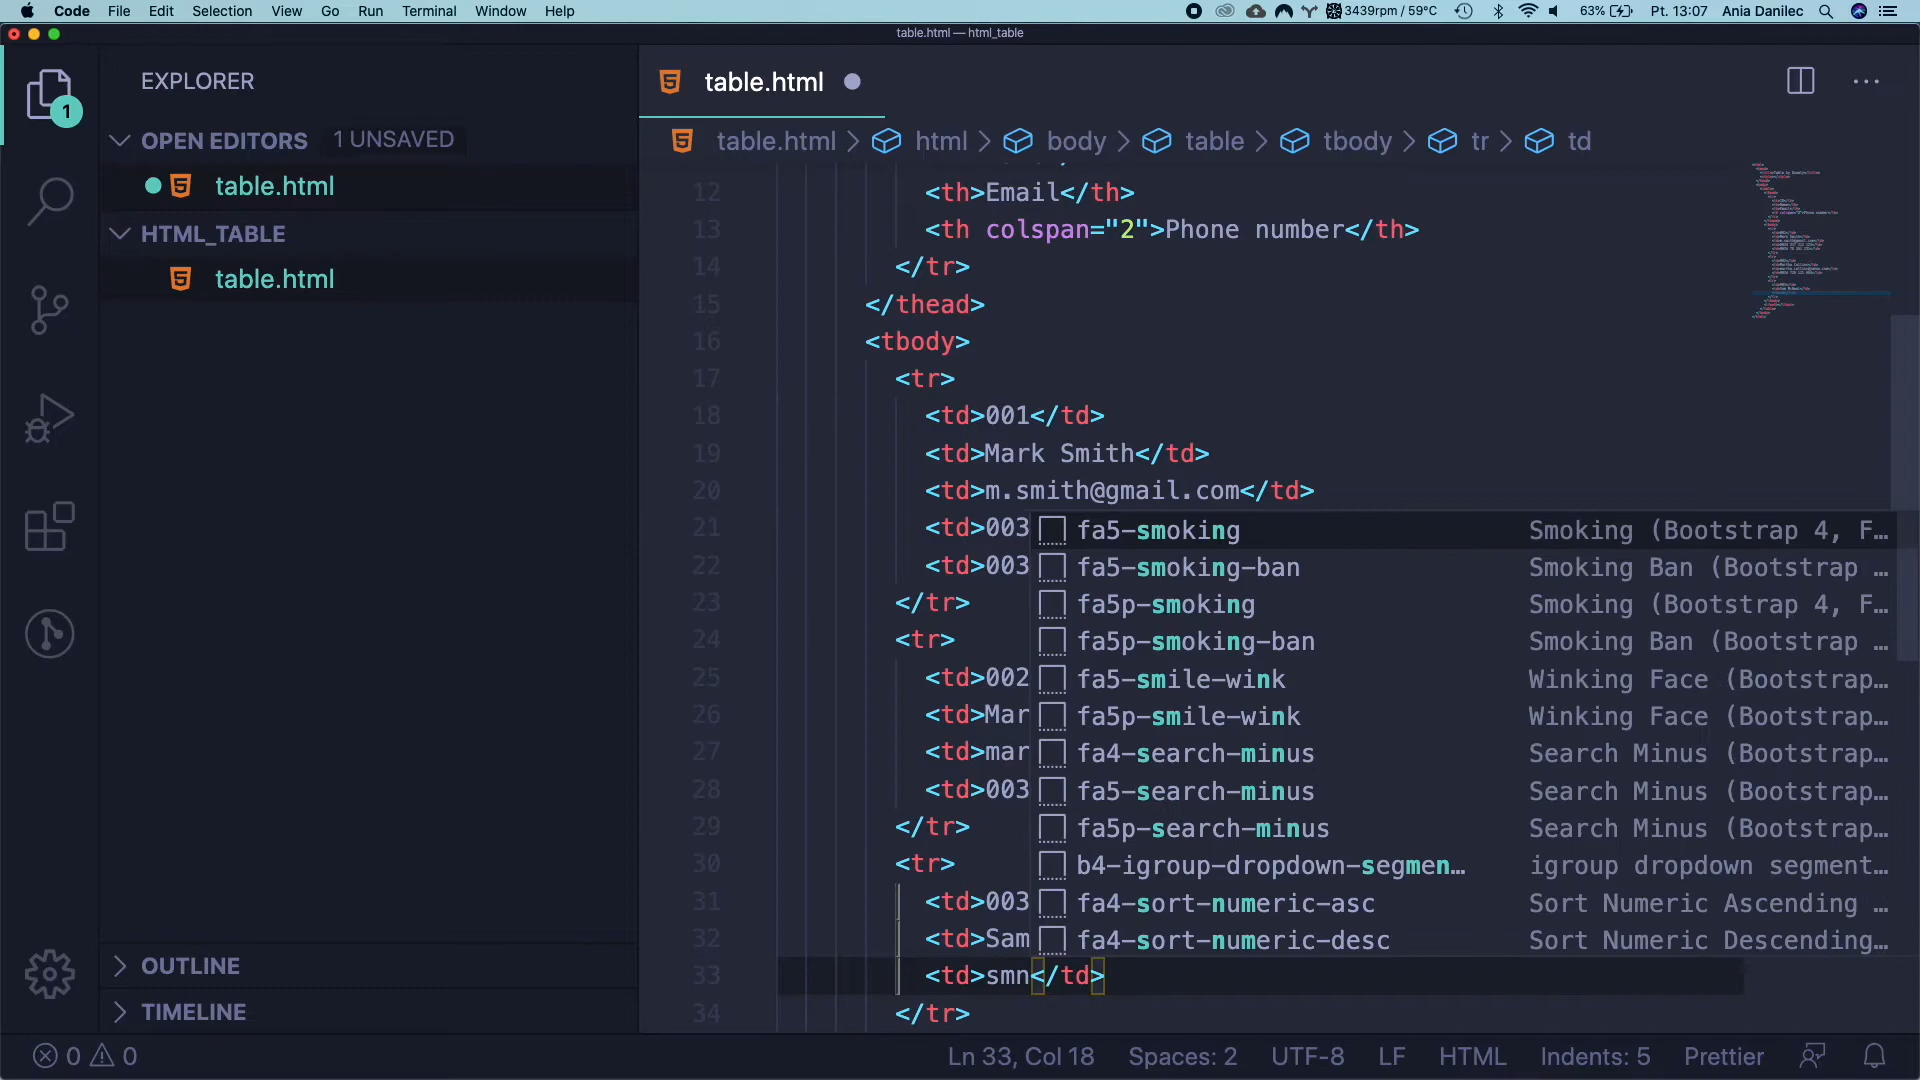 Code File Edit Selection View Go Run Terminal Window Help
3439rpm / 59°C 63% Pt. 13:07 Ania Danilec
table.html — html_table
EXPLORER
OPEN EDITORS 1 UNSAVED
table.html
HTML_TABLE
table.html
OUTLINE
TIMELINE
1
table.html
table.html > html > body > table > tbody > tr > td
12 <th>Email</th>
13 <th colspan="2">Phone number</th>
14 </tr>
15 </thead>
16 <tbody>
17 <tr>
18 <td>001</td>
19 <td>Mark Smith</td>
20 <td>m.smith@gmail.com</td>
21 <td>003
22 <td>003
23 </tr>
24 <tr>
25 <td>002
26 <td>Mar
27 <td>mar
28 <td>003
29 </tr>
30 <tr>
31 <td>003
32 <td>Sam
33 <td>smn</td>
34 </tr>
fa5-smoking Smoking (Bootstrap 4, F…
fa5-smoking-ban Smoking Ban (Bootstrap …
fa5p-smoking Smoking (Bootstrap 4, F…
fa5p-smoking-ban Smoking Ban (Bootstrap …
fa5-smile-wink Winking Face (Bootstrap…
fa5p-smile-wink Winking Face (Bootstrap…
fa4-search-minus Search Minus (Bootstrap…
fa5-search-minus Search Minus (Bootstrap…
fa5p-search-minus Search Minus (Bootstrap…
b4-igroup-dropdown-segmen… igroup dropdown segment…
fa4-sort-numeric-asc Sort Numeric Ascending …
fa4-sort-numeric-desc Sort Numeric Descending…
0 0 Ln 33, Col 18 Spaces: 2 UTF-8 LF HTML Indents: 5 Prettier